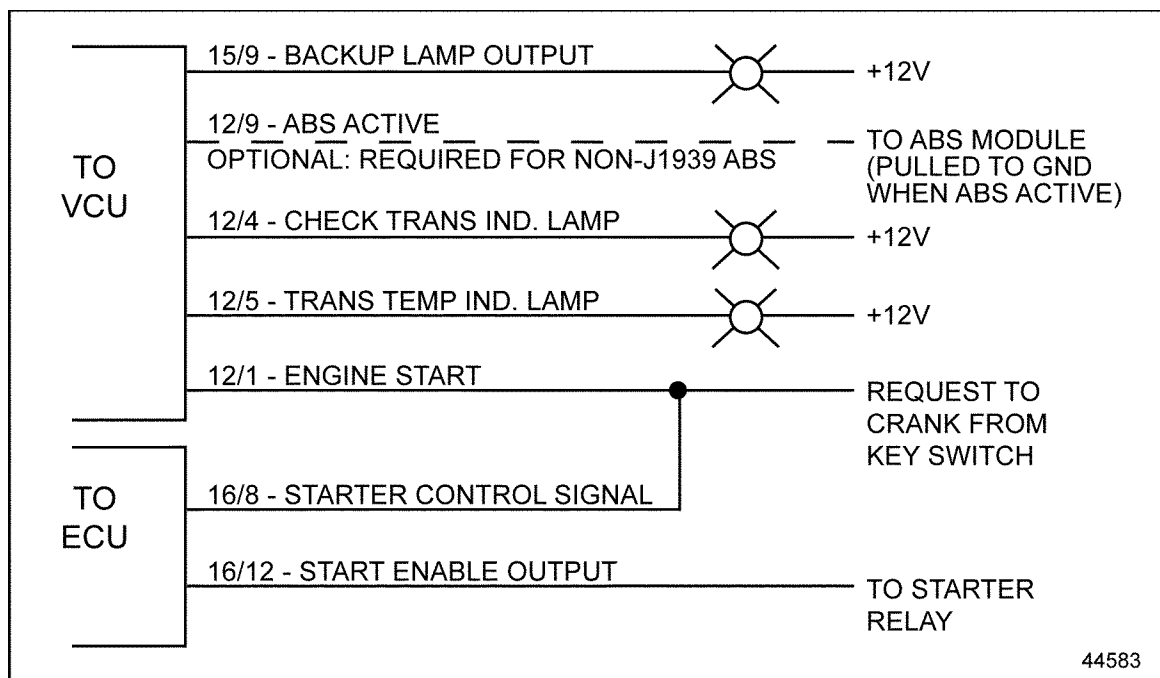 15/9 - BACKUP LAMP OUTPUT
+12V
12/9 - ABS ACTIVE
OPTIONAL: REQUIRED FOR NON-J1939 ABS
TO ABS MODULE
(PULLED TO GND
WHEN ABS ACTIVE)
TO
VCU
12/4 - CHECK TRANS IND. LAMP
+12V
12/5 - TRANS TEMP IND. LAMP
+12V
12/1 - ENGINE START
REQUEST TO
CRANK FROM
KEY SWITCH
TO
ECU
16/8 - STARTER CONTROL SIGNAL
16/12 - START ENABLE OUTPUT
TO STARTER
RELAY
44583